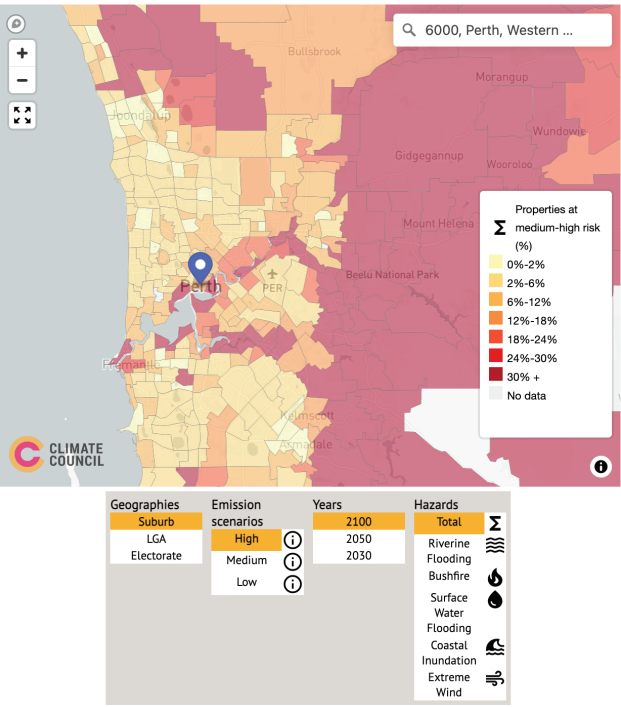 6000, Perth, Western ...
+
−
Bullsbrook
Morangup
Joondalup
Wundowie
Gidgegannup
Wooroloo
Mount Helena
Beelu National Park
PER
Perth
Fremantle
Kelmscott
Armadale
Σ
Properties at
medium-high risk
(%)
0%-2%
2%-6%
6%-12%
12%-18%
18%-24%
24%-30%
30% +
No data
CLIMATE
COUNCIL
i
Geographies
Suburb
LGA
Electorate
Emission
scenarios
High i
Medium i
Low i
Years
2100
2050
2030
Hazards
Total Σ
Riverine
Flooding
Bushfire
Surface
Water
Flooding
Coastal
Inundation
Extreme
Wind